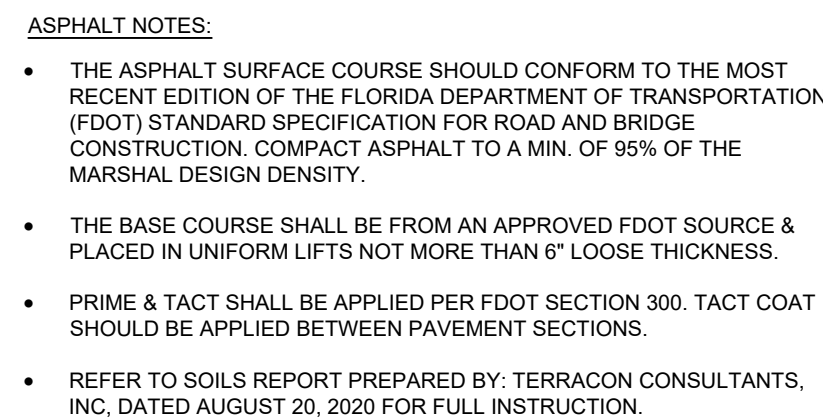 ASPHALT NOTES:
• THE ASPHALT SURFACE COURSE SHOULD CONFORM TO THE MOST
RECENT EDITION OF THE FLORIDA DEPARTMENT OF TRANSPORTATION
(FDOT) STANDARD SPECIFICATION FOR ROAD AND BRIDGE
CONSTRUCTION. COMPACT ASPHALT TO A MIN. OF 95% OF THE
MARSHAL DESIGN DENSITY.
• THE BASE COURSE SHALL BE FROM AN APPROVED FDOT SOURCE &
PLACED IN UNIFORM LIFTS NOT MORE THAN 6" LOOSE THICKNESS.
• PRIME & TACT SHALL BE APPLIED PER FDOT SECTION 300. TACT COAT
SHOULD BE APPLIED BETWEEN PAVEMENT SECTIONS.
• REFER TO SOILS REPORT PREPARED BY: TERRACON CONSULTANTS,
INC, DATED AUGUST 20, 2020 FOR FULL INSTRUCTION.